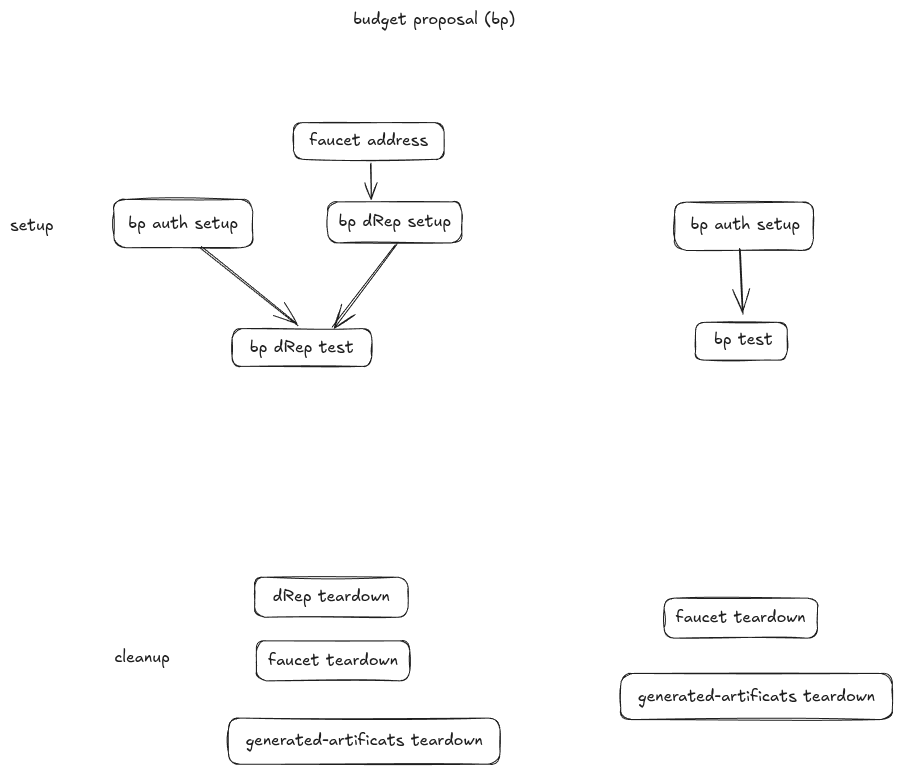 budget proposal (bp)
faucet address
setup
bp auth setup
bp dRep setup
bp auth setup
bp dRep test
bp test
dRep teardown
faucet teardown
cleanup
faucet teardown
generated-artificats teardown
generated-artificats teardown